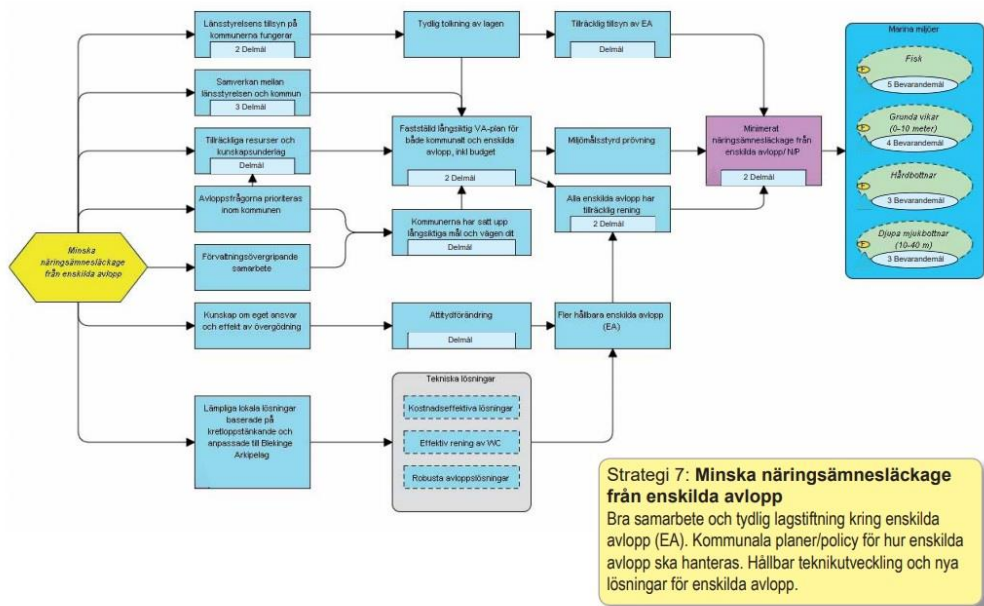 Länsstyrelsens tillsyn på
kommunerna fungerar
2 Delmål
Tydlig tolkning av lagen
Tillräcklig tillsyn av EA
Delmål
Samverkan mellan
länsstyrelsen och kommun
3 Delmål
Tillräckliga resurser och
kunskapsunderlag
Delmål
Fastställd långsiktig VA-plan för
både kommunalt och enskilda
avlopp, inkl budget
2 Delmål
Miljömålsstyrd prövning
Minimerat
näringsämnesläckage från
enskilda avlopp/ N/P
2 Delmål
Avloppsfrågorna prioriteras
inom kommunen
Kommunerna har satt upp
långsiktiga mål och vägen dit
Delmål
Alla enskilda avlopp har
tillräcklig rening
2 Delmål
Minska
näringsämnesläckage
från enskilda avlopp
Förvaltningsövergripande
samarbete
Kunskap om eget ansvar
och effekt av övergödning
Attitydförändring
Delmål
Fler hållbara enskilda avlopp
(EA)
Lämpliga lokala lösningar
baserade på
kretloppstänkande och
anpassade till Blekinge
Arkipelag
Tekniska lösningar
Kostnadseffektiva lösningar
Effektiv rening av WC
Robusta avloppslösningar
Marina miljöer
Fisk
5 Bevarandemål
Grunda vikar
(0-10 meter)
4 Bevarandemål
Hårdbottnar
3 Bevarandemål
Djupa mjukbottnar
(10-40 m)
3 Bevarandemål
Strategi 7: Minska näringsämnesläckage
från enskilda avlopp
Bra samarbete och tydlig lagstiftning kring enskilda
avlopp (EA). Kommunala planer/policy för hur enskilda
avlopp ska hanteras. Hållbar teknikutveckling och nya
lösningar för enskilda avlopp.